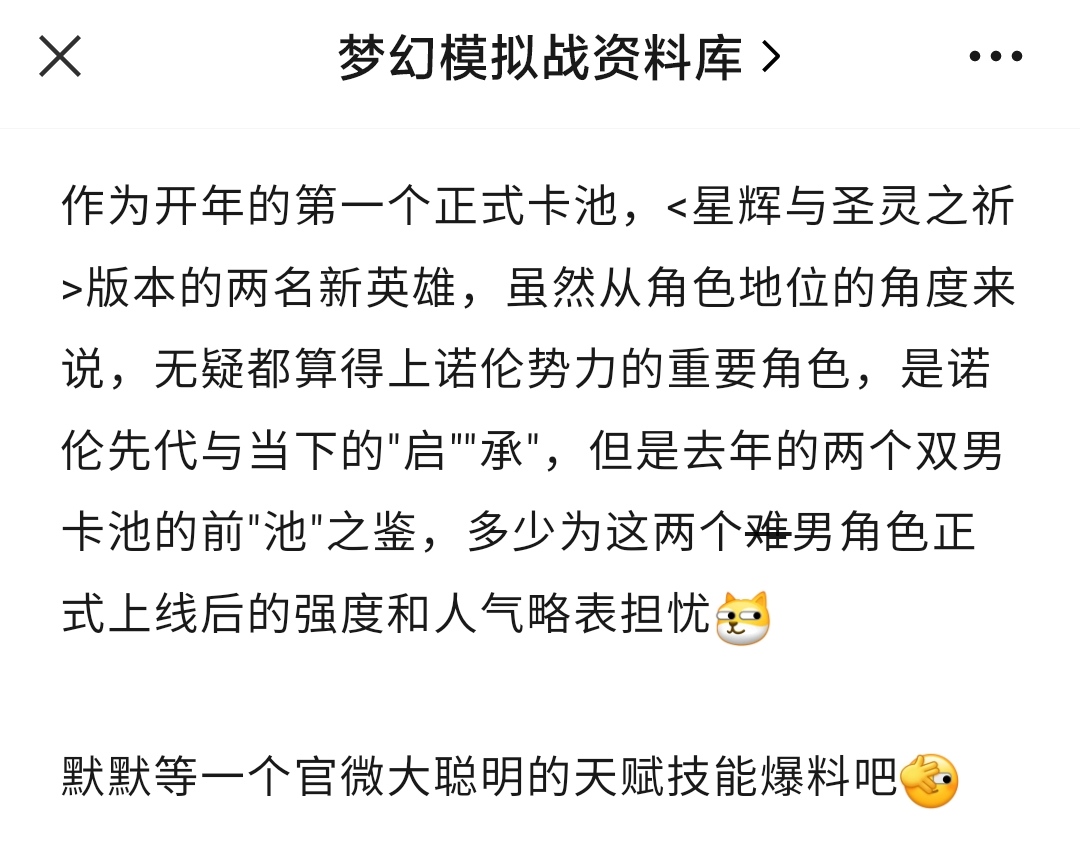 梦幻模拟战资料库
作为开年的第一个正式卡池，<星辉与圣灵之祈
>版本的两名新英雄，虽然从角色地位的角度来
说，无疑都算得上诺伦势力的重要角色，是诺
伦先代与当下的"启""承"，但是去年的两个双男
卡池的前"池"之鉴，多少为这两个难男角色正
式上线后的强度和人气略表担忧
默默等一个官微大聪明的天赋技能爆料吧